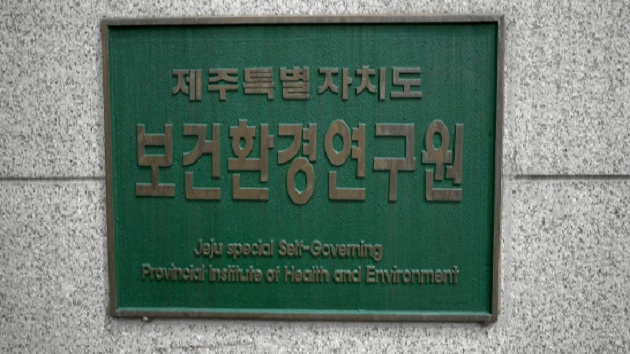 제주특별자치도
보건환경연구원
Jeju special Self-Governing
Provincial Institute of Health and Environment